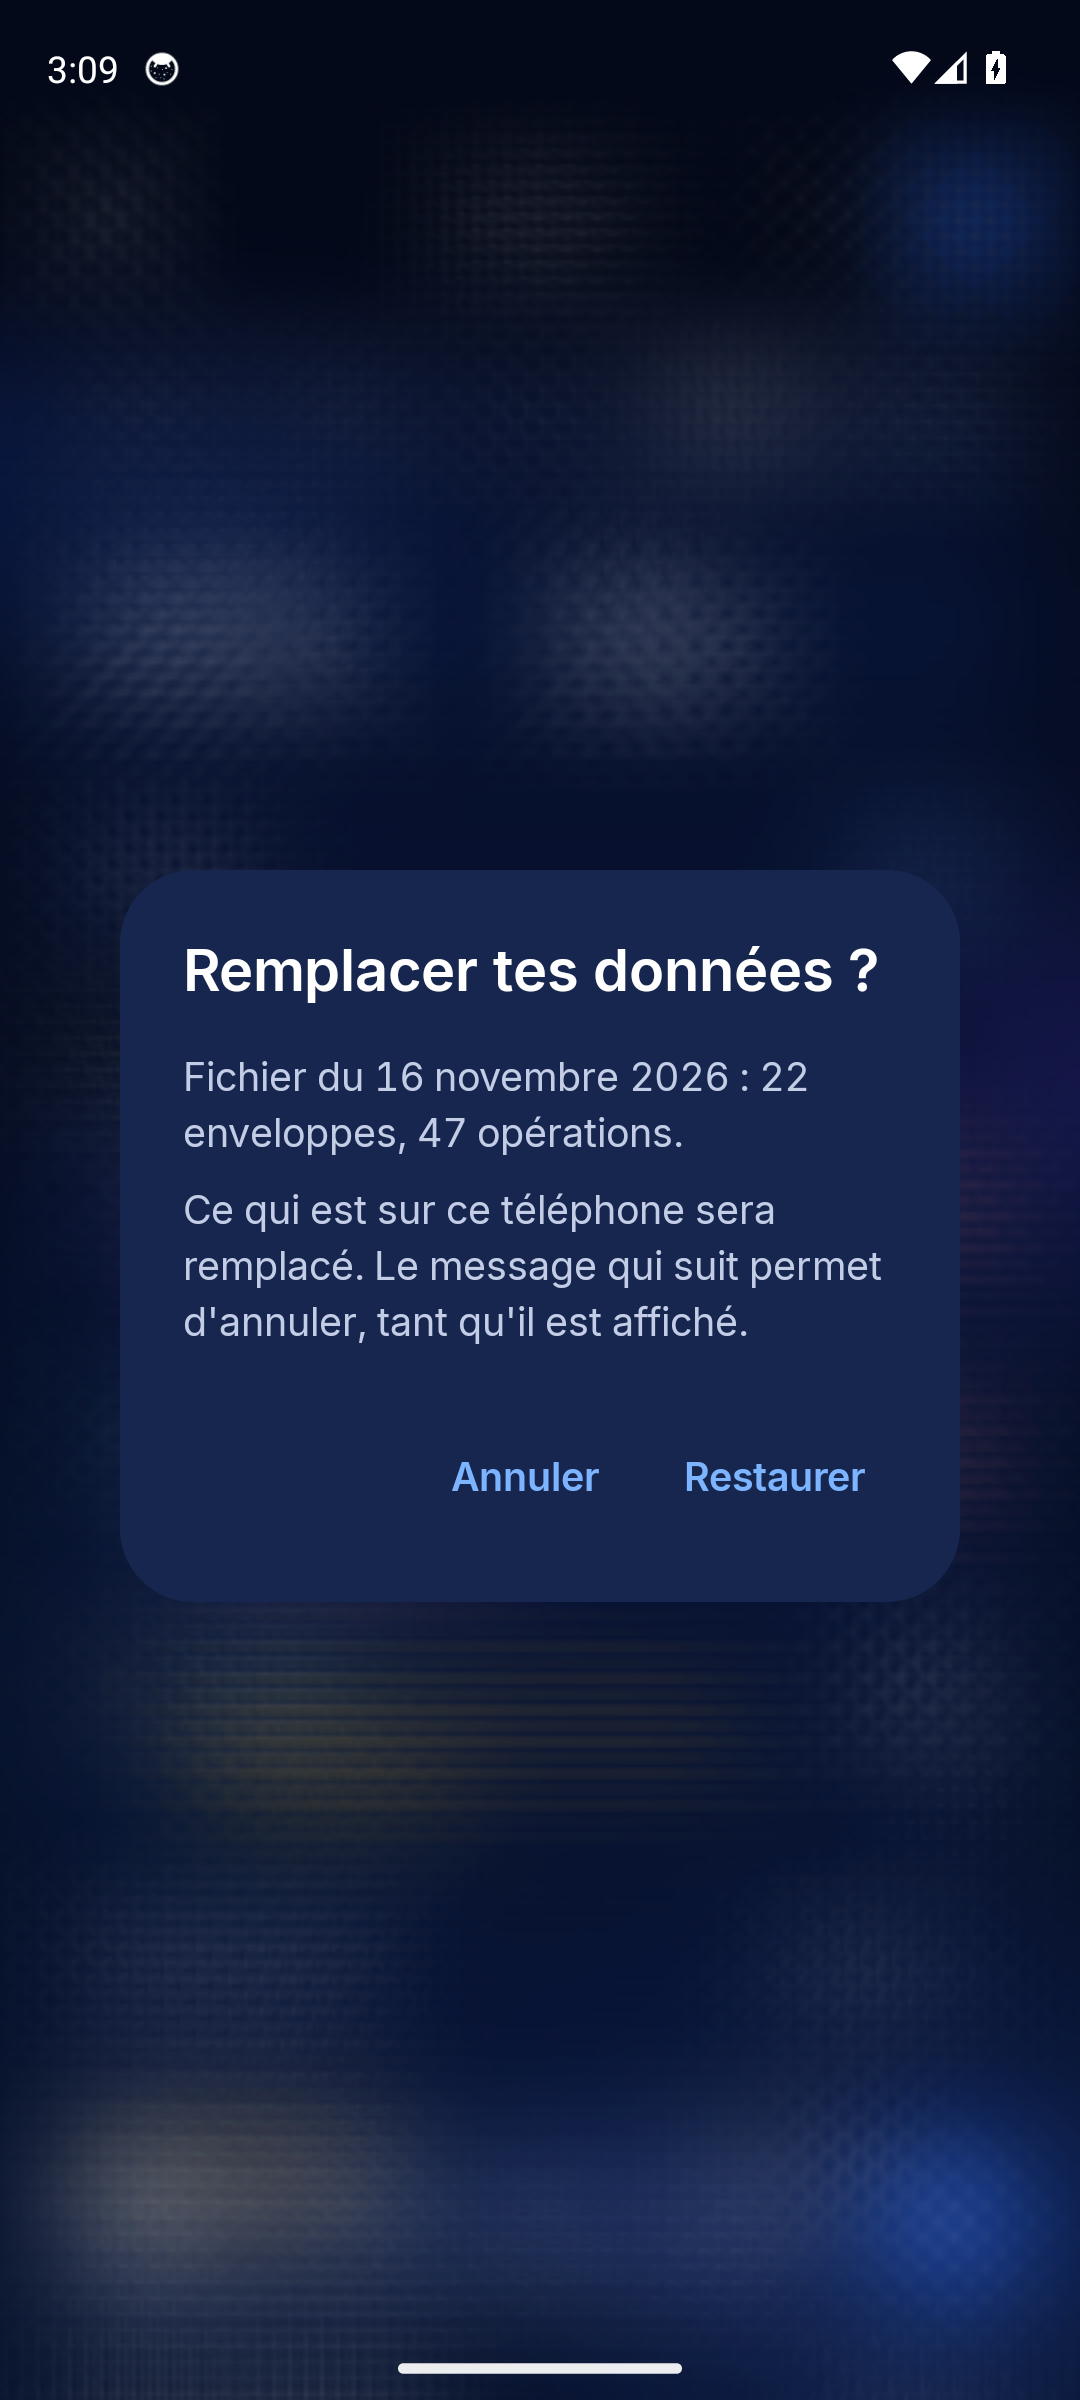 3:09
Remplacer tes données ?
Fichier du 16 novembre 2026 : 22
enveloppes, 47 opérations.
Ce qui est sur ce téléphone sera
remplacé. Le message qui suit permet
d'annuler, tant qu'il est affiché.
Annuler Restaurer